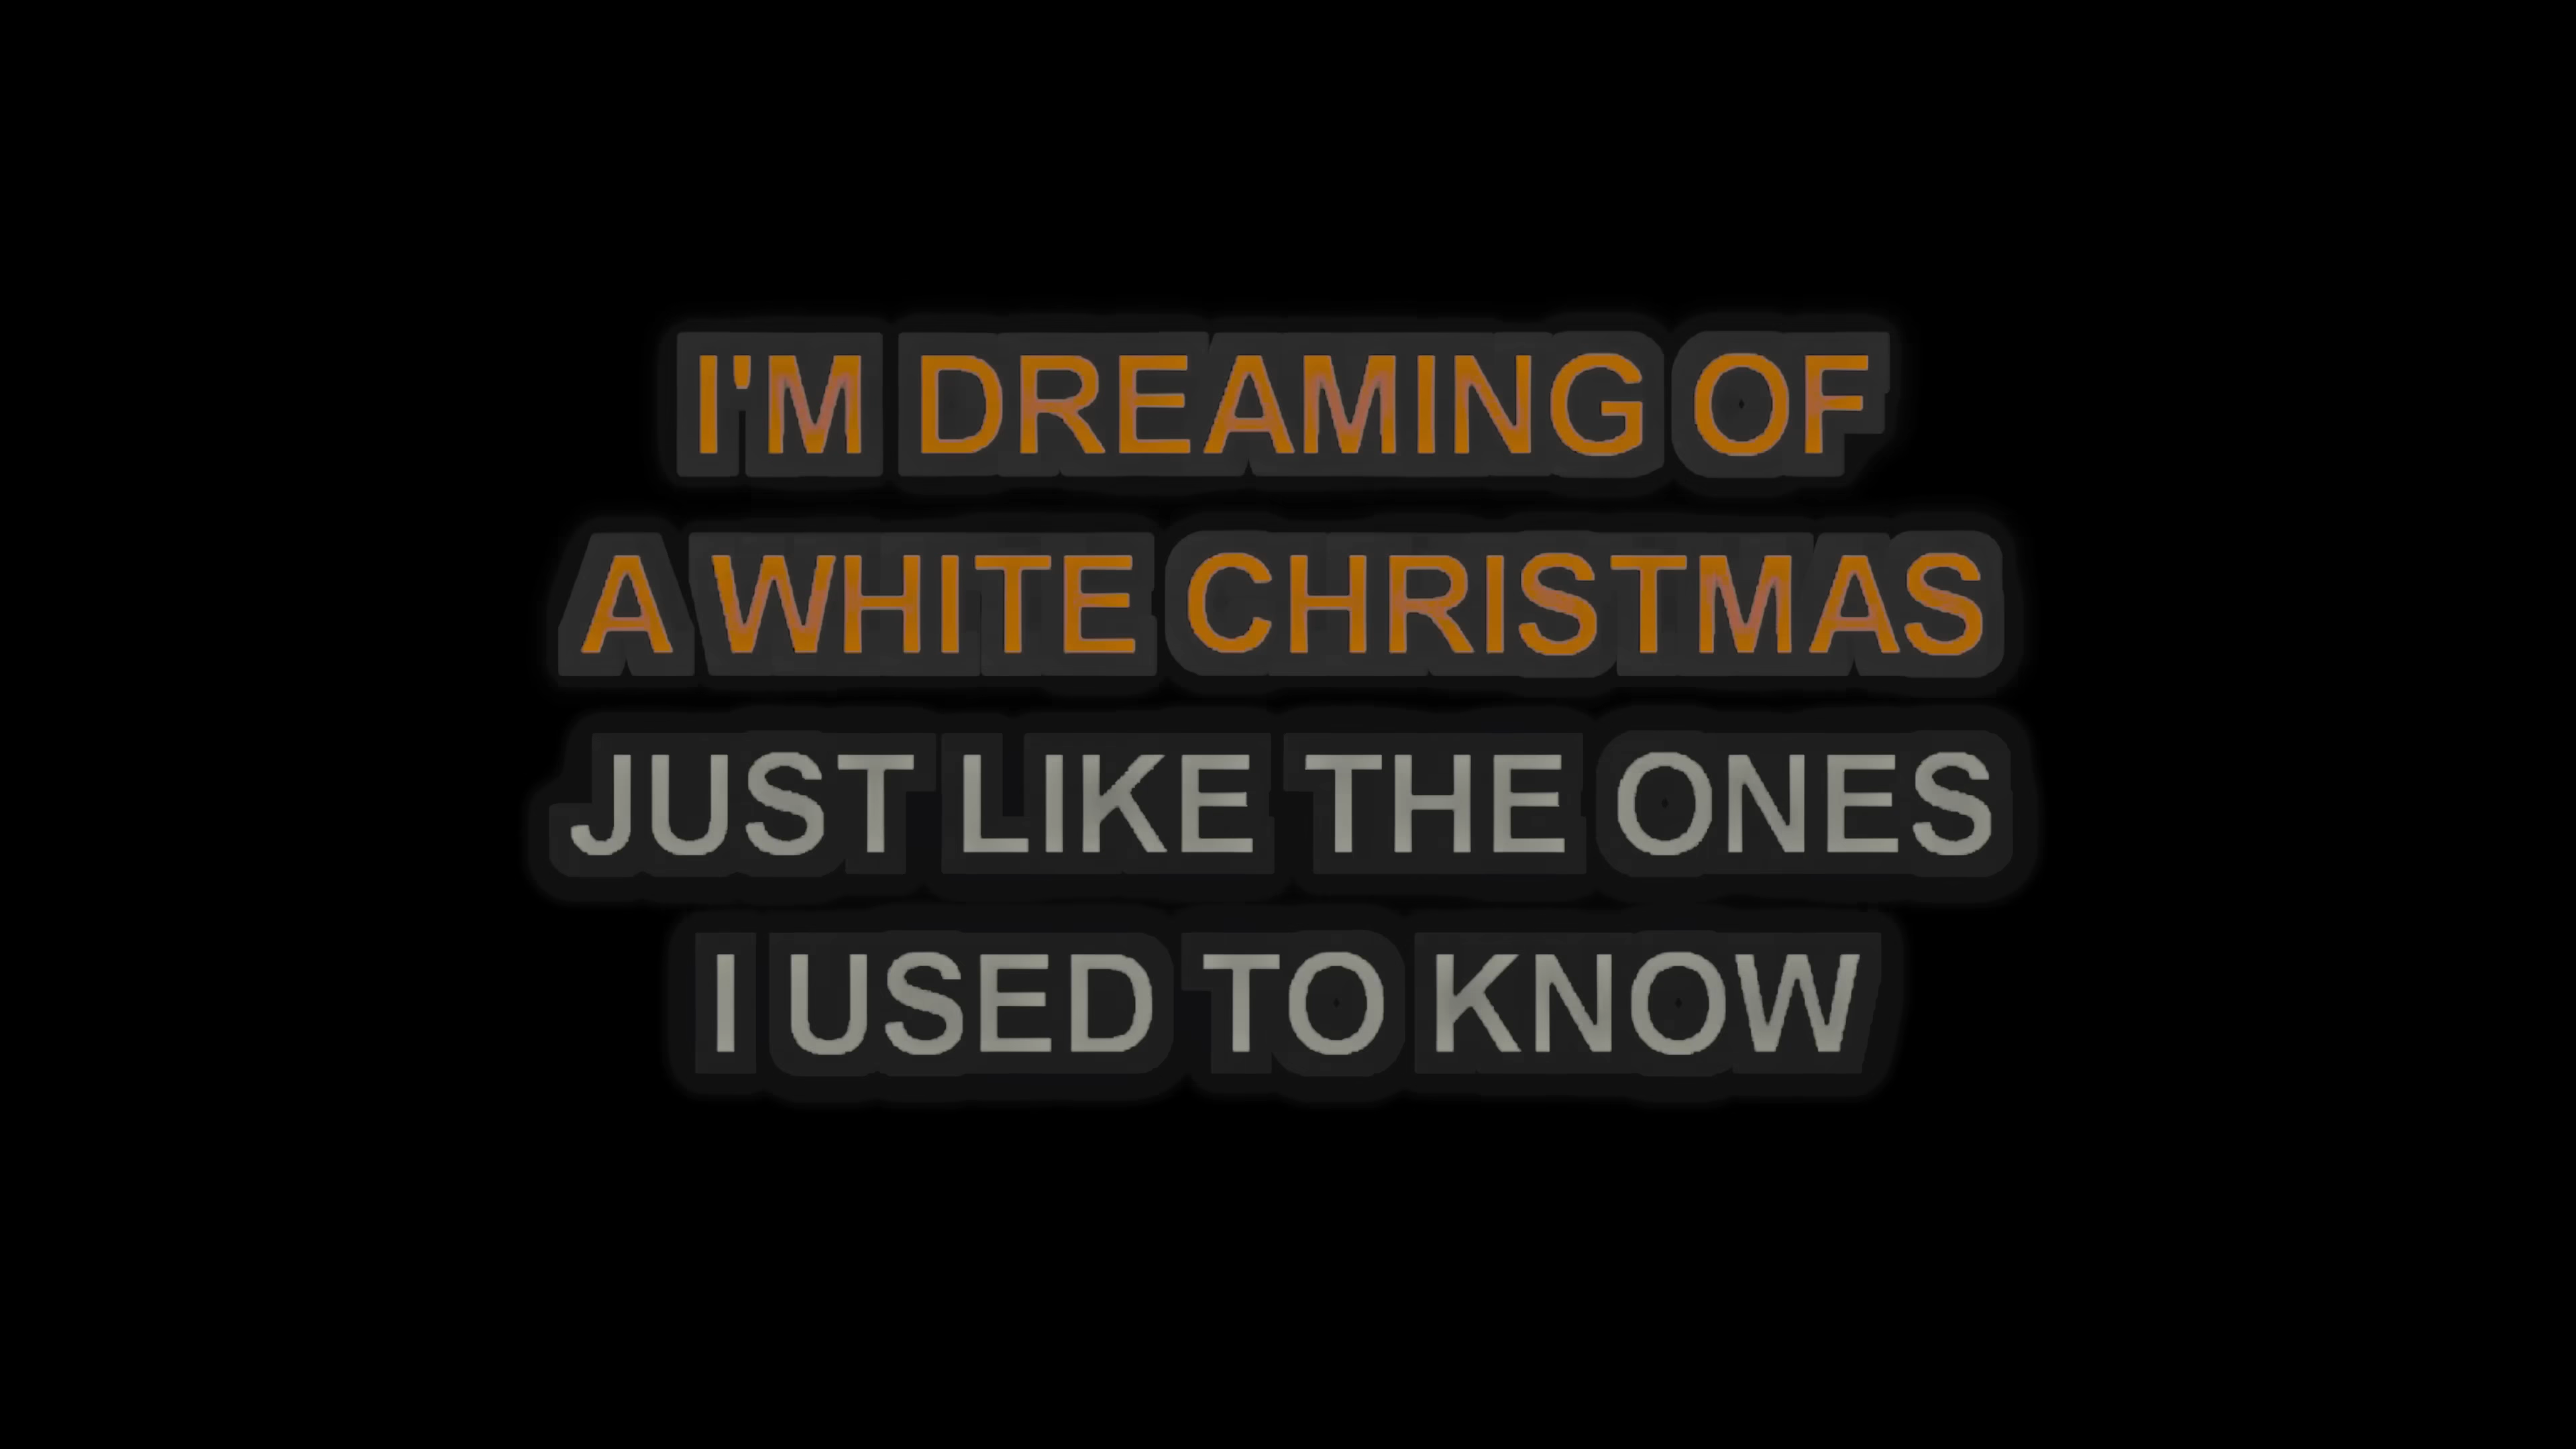 I'M DREAMING OF
A WHITE CHRISTMAS
JUST LIKE THE ONES
I USED TO KNOW